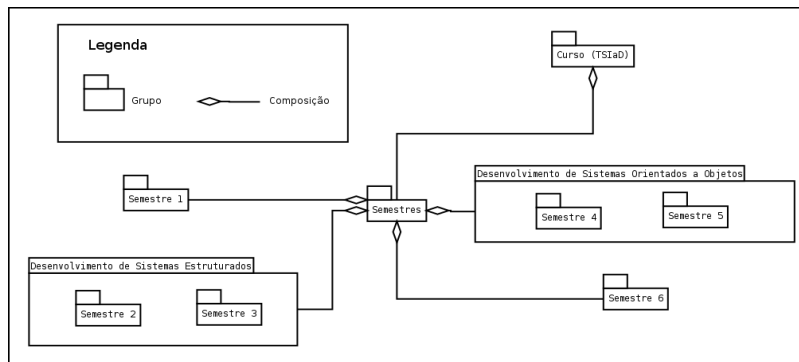 Legenda
Grupo
Composição
Curso (TSIaD)
Semestre 1
Semestres
Desenvolvimento de Sistemas Orientados a Objetos
Semestre 4
Semestre 5
Desenvolvimento de Sistemas Estruturados
Semestre 2
Semestre 3
Semestre 6